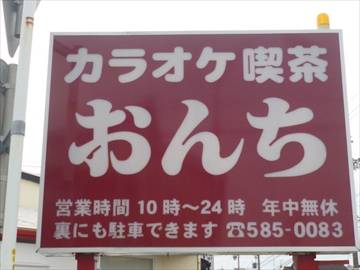 カラオケ喫茶
おんち
営業時間 10時～24時 年中無休
裏にも駐車できます ☎585-0083